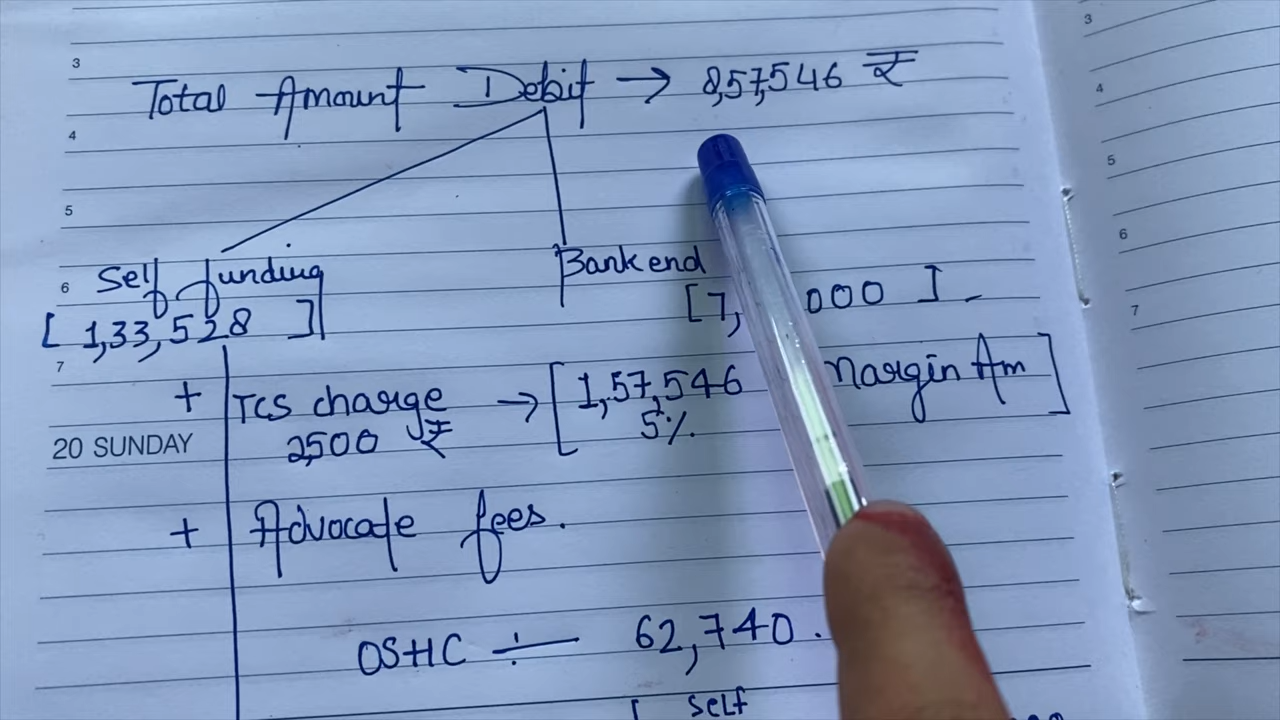 3
Total Amount Debit → 8,57,546 ₹
4
5
6
Self funding
Bank end
[ 1,33,528 ]
[7, 000 ] -
7
+ TCS charge → [ 1,57,546 Margin Am ]
2500 ₹
5%
20 SUNDAY
+ Advocate fees.
OSHC ÷ 62,740.
[ self
3
4
5
6
7